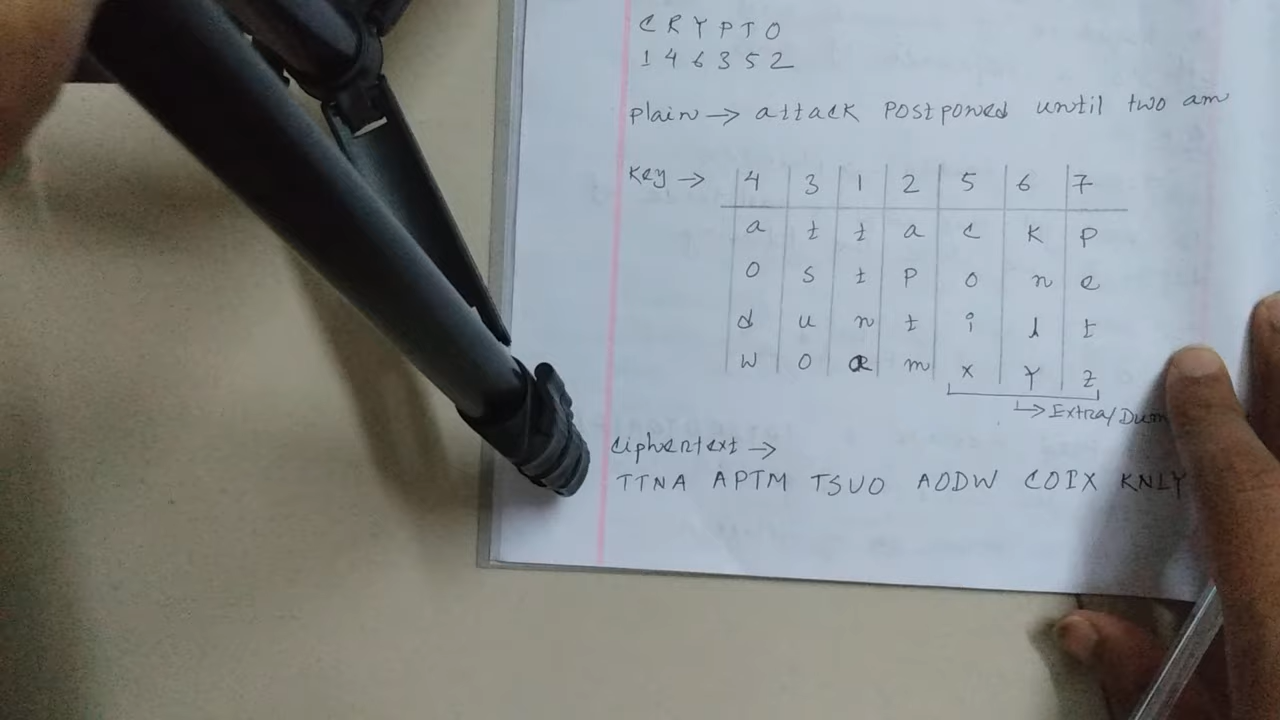 CRYPTO
146352
Plain → attack postponed until two am
Key → 4 3 1 2 5 6 7
a t t a c k p
o s t p o n e
d u n t i l t
w o a m x y z
→ Extra/Dum
Ciphertext →
TTNA APTM TSUO AODW COIX KNLY